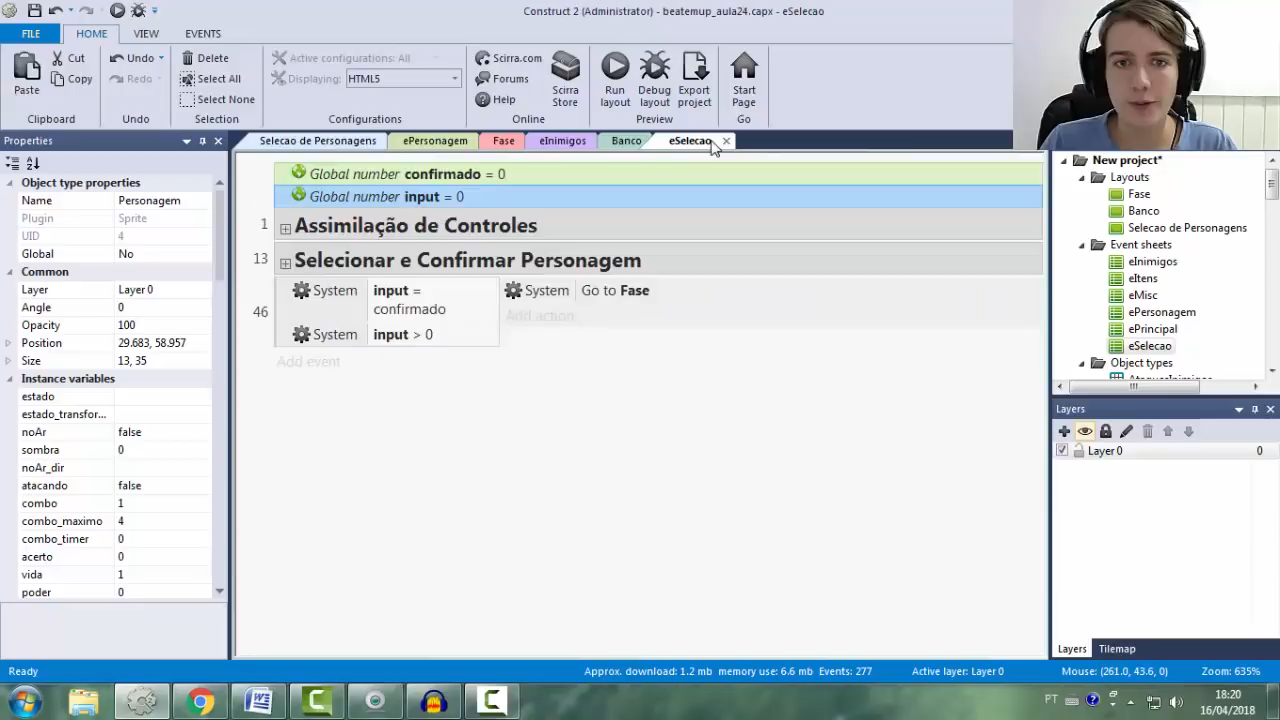 Construct 2 (Administrator) - beatemup_aula24.capx - eSelecao
FILE HOME VIEW EVENTS
Paste
Cut
Copy
Clipboard
Undo
Redo
Undo
Delete
Select All
Select None
Selection
Active configurations: All
Displaying: HTML5
Configurations
Scirra.com
Forums
Help
Scirra Store
Online
Run layout
Debug layout
Export project
Preview
Start Page
Go
Properties
Object type properties
Name Personagem
Plugin Sprite
UID 4
Global No
Common
Layer Layer 0
Angle 0
Opacity 100
Position 29.683, 58.957
Size 13, 35
Instance variables
estado
estado_transfor...
noAr false
sombra 0
noAr_dir
atacando false
combo 1
combo_maximo 4
combo_timer 0
acerto 0
vida 1
poder 0
Selecao de Personagens ePersonagem Fase eInimigos Banco eSelecao
Global number confirmado = 0
Global number input = 0
1 Assimilação de Controles
13 Selecionar e Confirmar Personagem
46
System input = confirmado
System input > 0
System Go to Fase
Add action
Add event
New project*
Layouts
Fase
Banco
Selecao de Personagens
Event sheets
eInimigos
eItens
eMisc
ePersonagem
ePrincipal
eSelecao
Object types
Layers
Layer 0 0
Layers Tilemap
Ready Approx. download: 1.2 mb memory use: 6.6 mb Events: 277 Active layer: Layer 0 Mouse: (261.0, 43.6, 0) Zoom: 635%
PT
18:20
16/04/2018